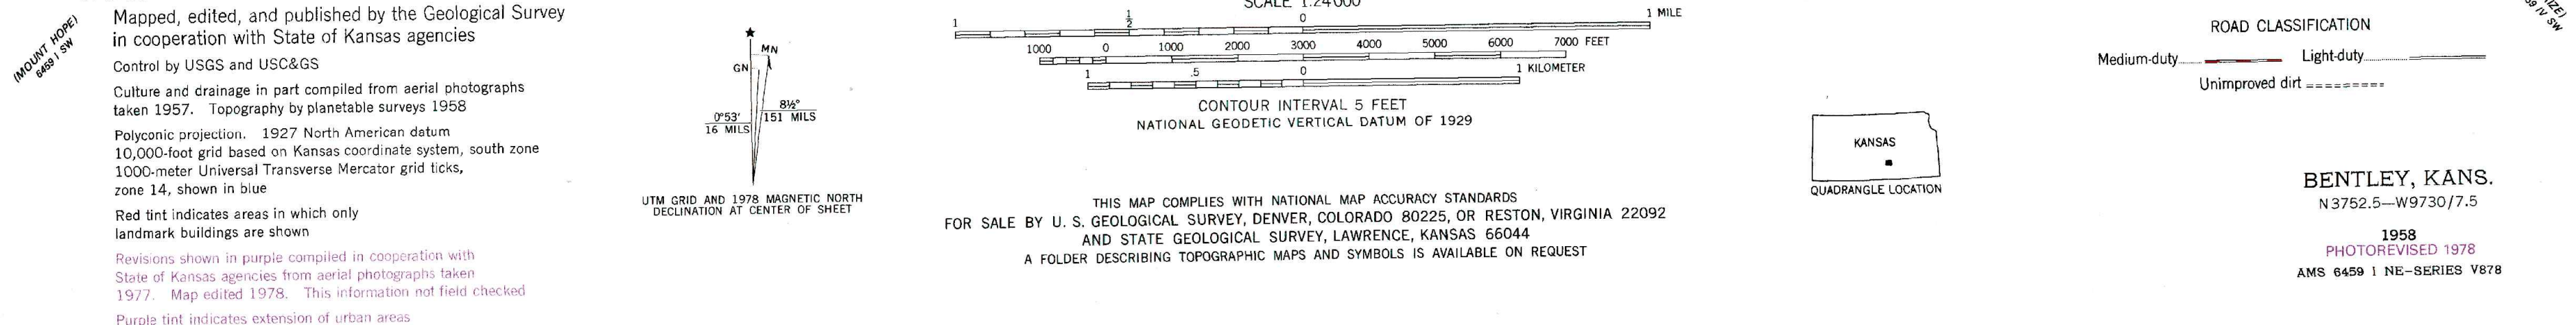 (MOUNT HOPE)
6459 I SW
Mapped, edited, and published by the Geological Survey
in cooperation with State of Kansas agencies
Control by USGS and USC&GS
Culture and drainage in part compiled from aerial photographs
taken 1957. Topography by planetable surveys 1958
Polyconic projection. 1927 North American datum
10,000-foot grid based on Kansas coordinate system, south zone
1000-meter Universal Transverse Mercator grid ticks,
zone 14, shown in blue
Red tint indicates areas in which only
landmark buildings are shown
Revisions shown in purple compiled in cooperation with
State of Kansas agencies from aerial photographs taken
1977. Map edited 1978. This information not field checked
Purple tint indicates extension of urban areas
★
MN
GN
0°53′
16 MILS
8½°
151 MILS
UTM GRID AND 1978 MAGNETIC NORTH
DECLINATION AT CENTER OF SHEET
SCALE 1:24000
1 ½ 0 1 MILE
1000 0 1000 2000 3000 4000 5000 6000 7000 FEET
1 .5 0 1 KILOMETER
CONTOUR INTERVAL 5 FEET
NATIONAL GEODETIC VERTICAL DATUM OF 1929
THIS MAP COMPLIES WITH NATIONAL MAP ACCURACY STANDARDS
FOR SALE BY U. S. GEOLOGICAL SURVEY, DENVER, COLORADO 80225, OR RESTON, VIRGINIA 22092
AND STATE GEOLOGICAL SURVEY, LAWRENCE, KANSAS 66044
A FOLDER DESCRIBING TOPOGRAPHIC MAPS AND SYMBOLS IS AVAILABLE ON REQUEST
KANSAS
QUADRANGLE LOCATION
ROAD CLASSIFICATION
Medium-duty Light-duty
Unimproved dirt
BENTLEY, KANS.
N3752.5—W9730/7.5
1958
PHOTOREVISED 1978
AMS 6459 I NE-SERIES V878